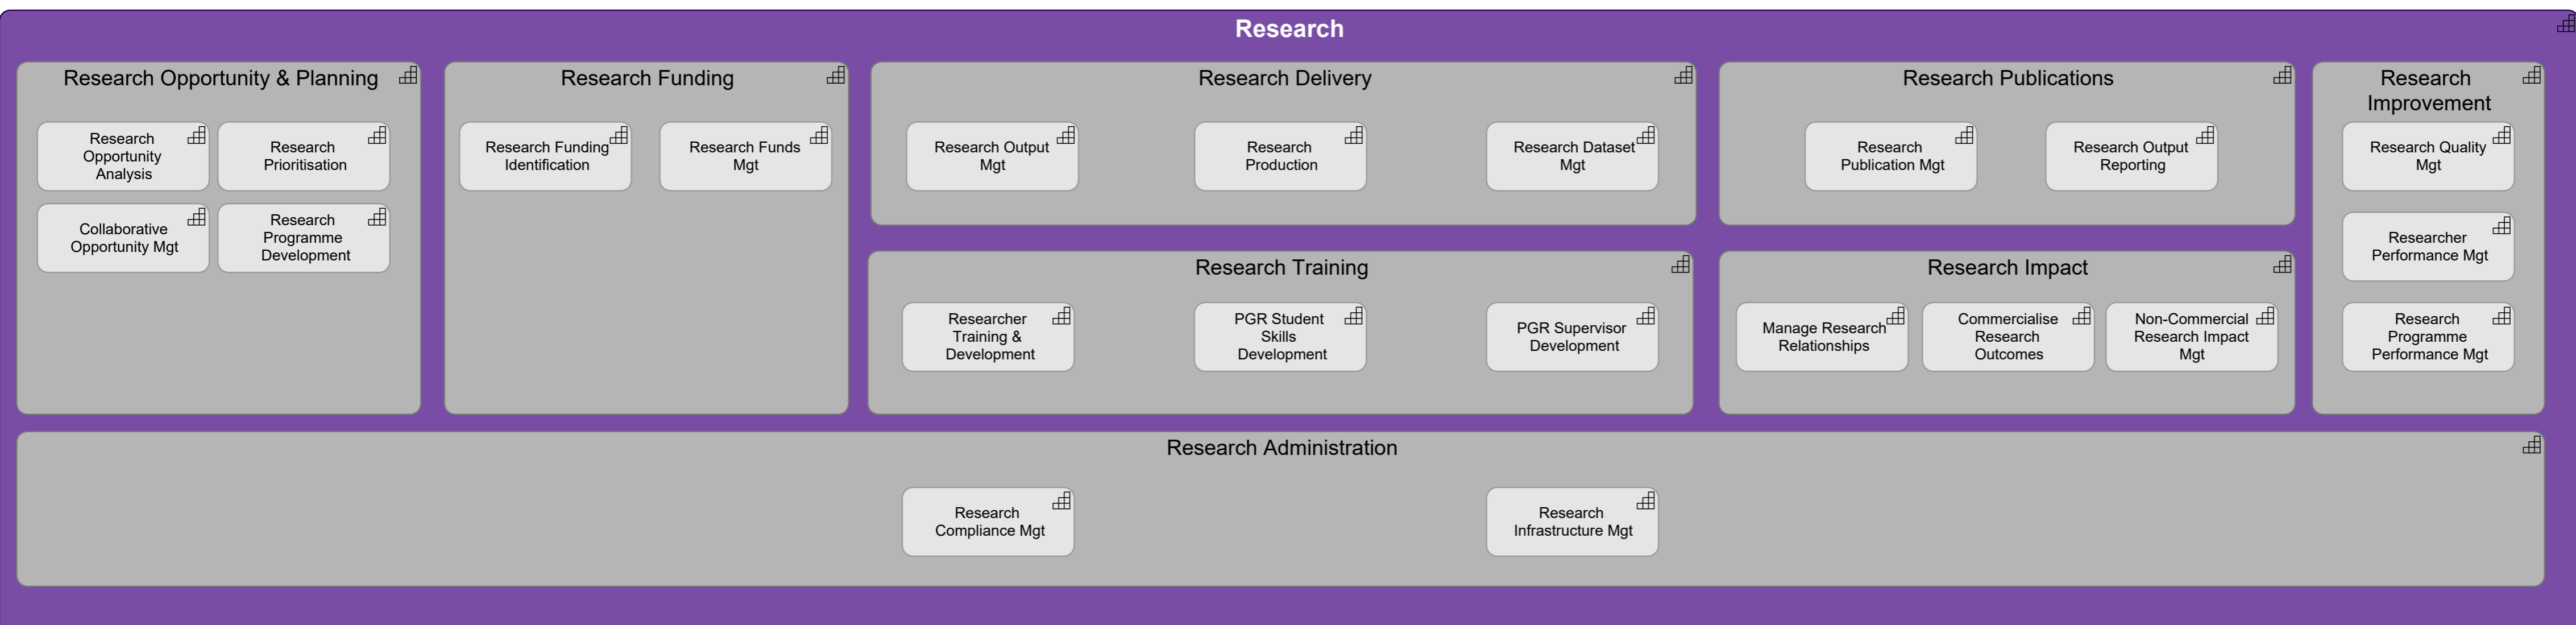 Research
Research Opportunity & Planning
Research
Opportunity
Analysis
Research
Prioritisation
Collaborative
Opportunity Mgt
Research
Programme
Development
Research Funding
Research Funding
Identification
Research Funds
Mgt
Research Delivery
Research Output
Mgt
Research
Production
Research Dataset
Mgt
Research Training
Researcher
Training &
Development
PGR Student
Skills
Development
PGR Supervisor
Development
Research Publications
Research
Publication Mgt
Research Output
Reporting
Research Impact
Manage Research
Relationships
Commercialise
Research
Outcomes
Non-Commercial
Research Impact
Mgt
Research
Improvement
Research Quality
Mgt
Researcher
Performance Mgt
Research
Programme
Performance Mgt
Research Administration
Research
Compliance Mgt
Research
Infrastructure Mgt